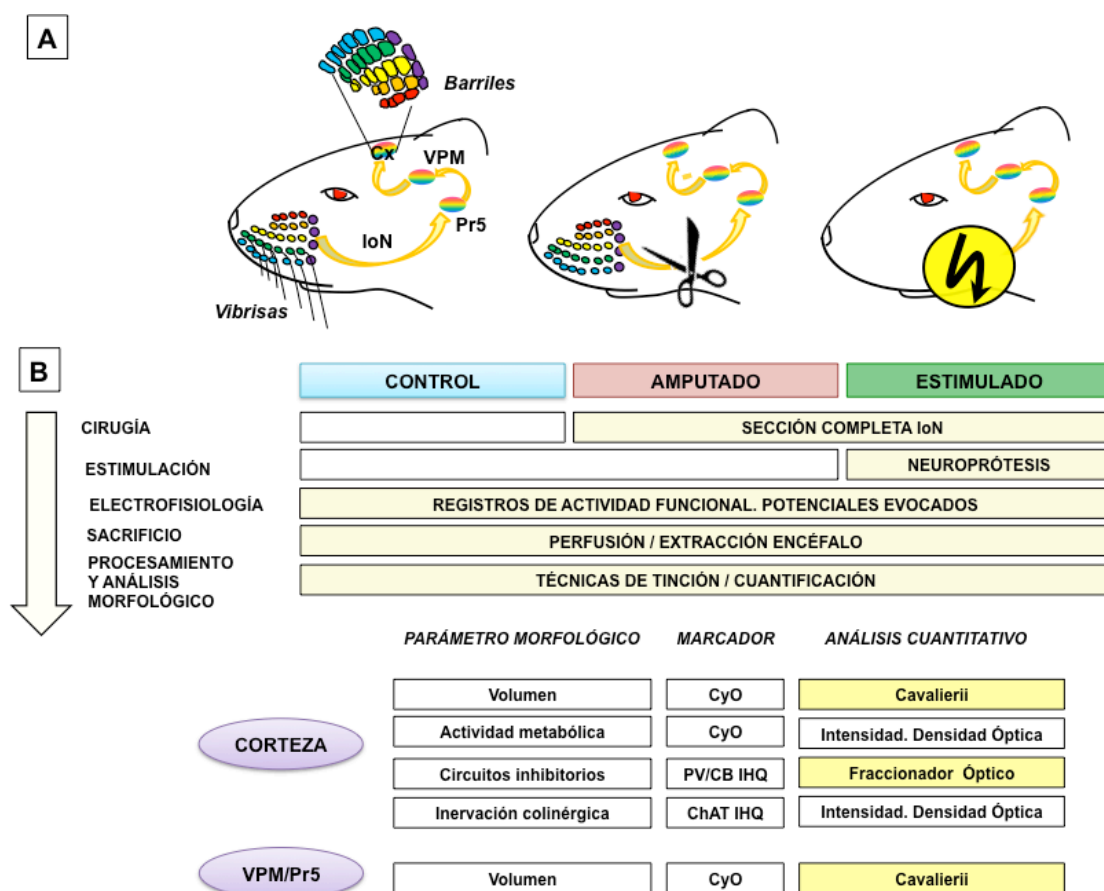 A
Barriles
Cx
VPM
Pr5
IoN
Vibrisas
B
CONTROL
AMPUTADO
ESTIMULADO
CIRUGÍA
SECCIÓN COMPLETA IoN
ESTIMULACIÓN
NEUROPRÓTESIS
ELECTROFISIOLOGÍA
REGISTROS DE ACTIVIDAD FUNCIONAL. POTENCIALES EVOCADOS
SACRIFICIO
PERFUSIÓN / EXTRACCIÓN ENCÉFALO
PROCESAMIENTO
Y ANÁLISIS
MORFOLÓGICO
TÉCNICAS DE TINCIÓN / CUANTIFICACIÓN
PARÁMETRO MORFOLÓGICO
MARCADOR
ANÁLISIS CUANTITATIVO
CORTEZA
Volumen
CyO
Cavalierii
Actividad metabólica
CyO
Intensidad. Densidad Óptica
Circuitos inhibitorios
PV/CB IHQ
Fraccionador Óptico
Inervación colinérgica
ChAT IHQ
Intensidad. Densidad Óptica
VPM/Pr5
Volumen
CyO
Cavalierii